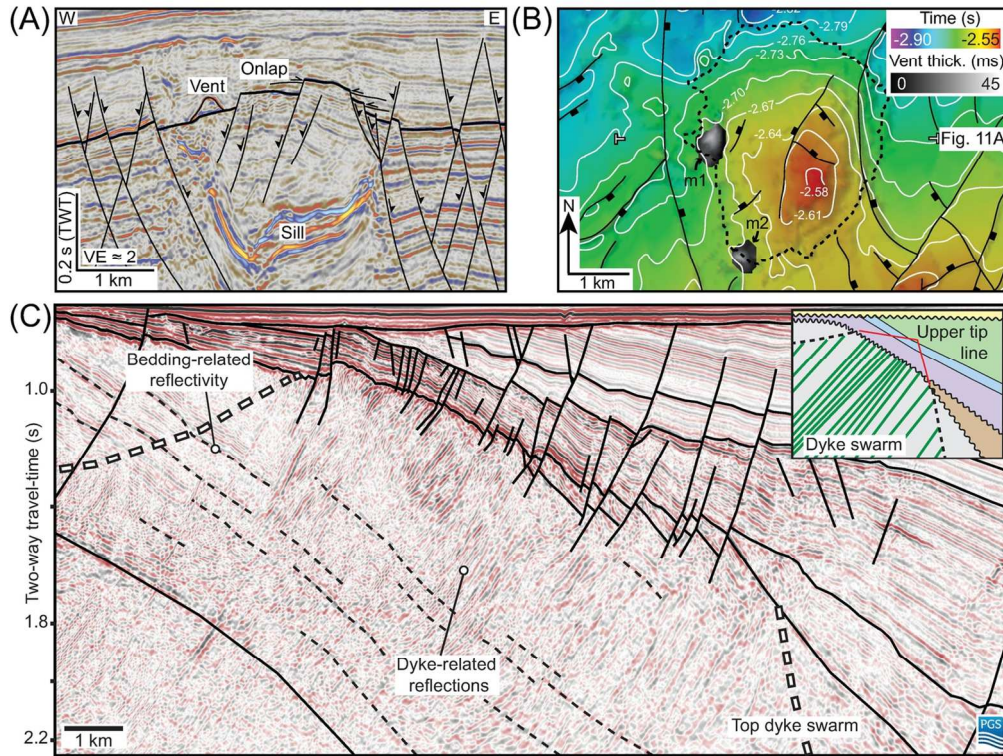 (A)
W
E
Vent
Onlap
Sill
0.2 s (TWT)
VE ≈ 2
1 km
(B)
Time (s)
-2.90
-2.55
Vent thick. (ms)
0
45
-2.82
-2.79
-2.76
-2.73
-2.70
-2.67
-2.64
-2.58
-2.61
Fig. 11A
m1
m2
N
1 km
(C)
Bedding-related
reflectivity
Upper tip
line
Dyke swarm
Two-way travel-time (s)
1.0
1.8
2.2
Dyke-related
reflections
Top dyke swarm
1 km
PGS